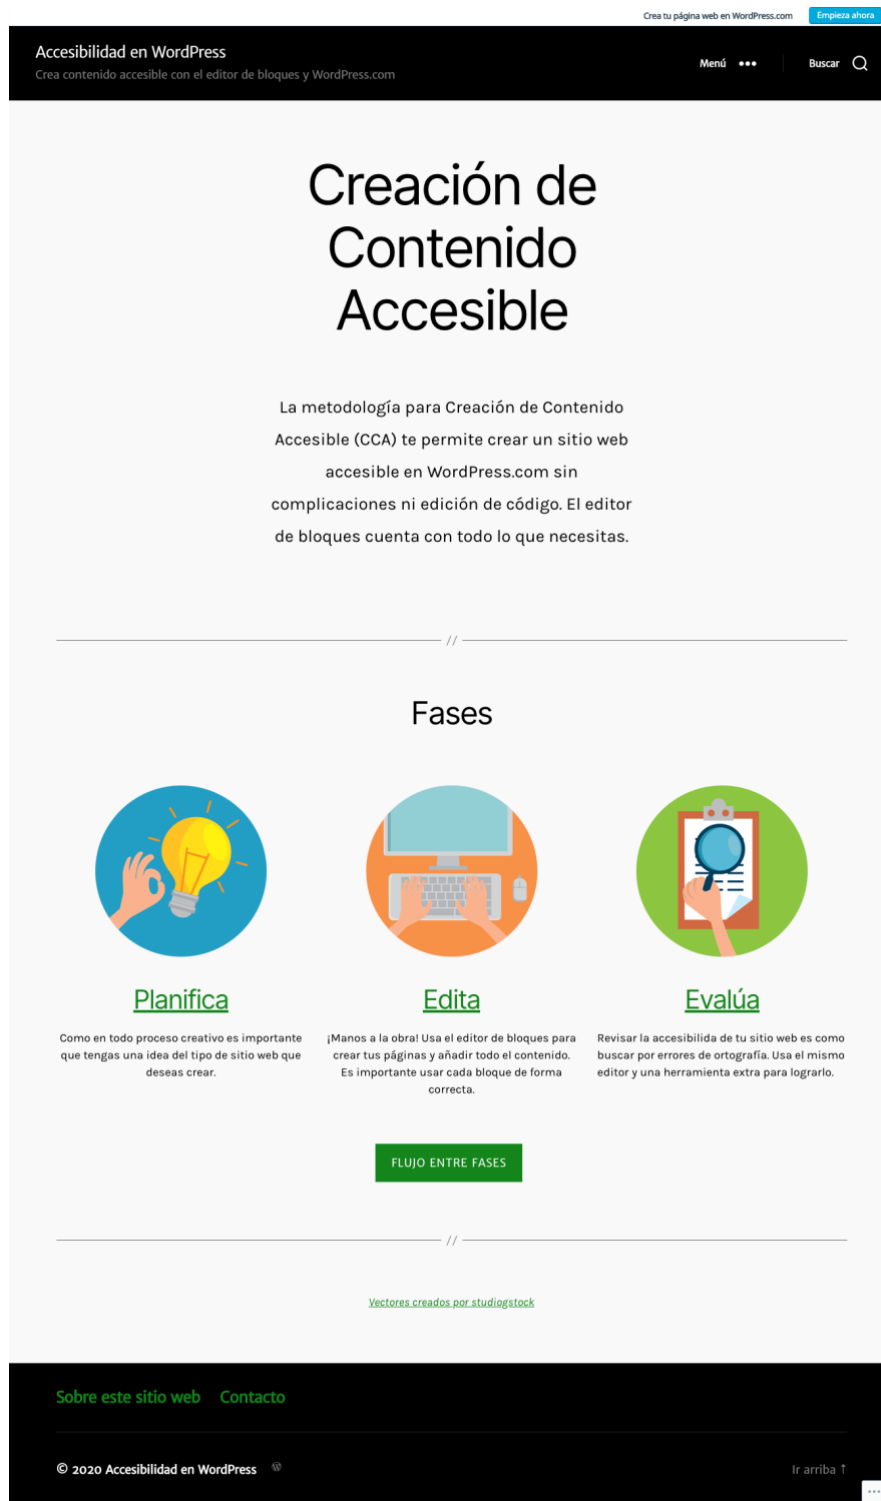 Crea tu página web en WordPress.com
Empieza ahora
Accesibilidad en WordPress
Crea contenido accesible con el editor de bloques y WordPress.com
Menú •••
Buscar
Creación de
Contenido
Accesible
La metodología para Creación de Contenido
Accesible (CCA) te permite crear un sitio web
accesible en WordPress.com sin
complicaciones ni edición de código. El editor
de bloques cuenta con todo lo que necesitas.
//
Fases
Planifica
Como en todo proceso creativo es importante
que tengas una idea del tipo de sitio web que
deseas crear.
Edita
¡Manos a la obra! Usa el editor de bloques para
crear tus páginas y añadir todo el contenido.
Es importante usar cada bloque de forma
correcta.
Evalúa
Revisar la accesibilida de tu sitio web es como
buscar por errores de ortografía. Usa el mismo
editor y una herramienta extra para lograrlo.
FLUJO ENTRE FASES
//
Vectores creados por studiogstock
Sobre este sitio web Contacto
© 2020 Accesibilidad en WordPress
Ir arriba ↑